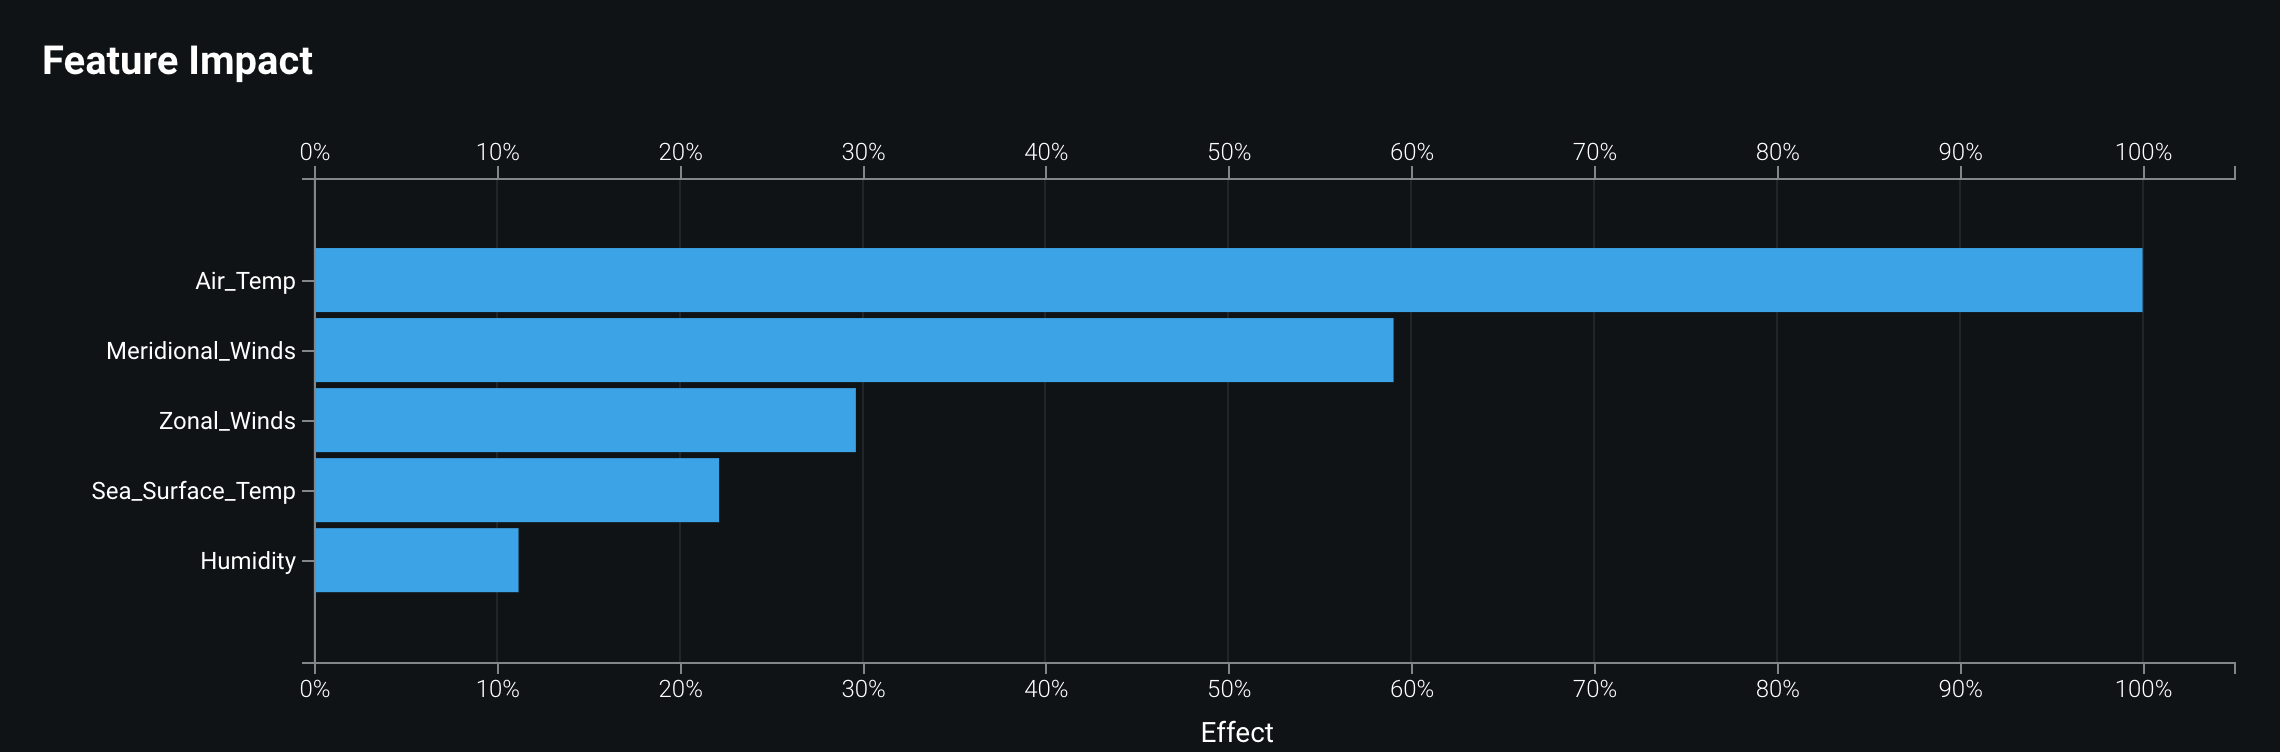 Feature Impact
0% 10% 20% 30% 40% 50% 60% 70% 80% 90% 100%
Air_Temp
Meridional_Winds
Zonal_Winds
Sea_Surface_Temp
Humidity
0% 10% 20% 30% 40% 50% 60% 70% 80% 90% 100%
Effect